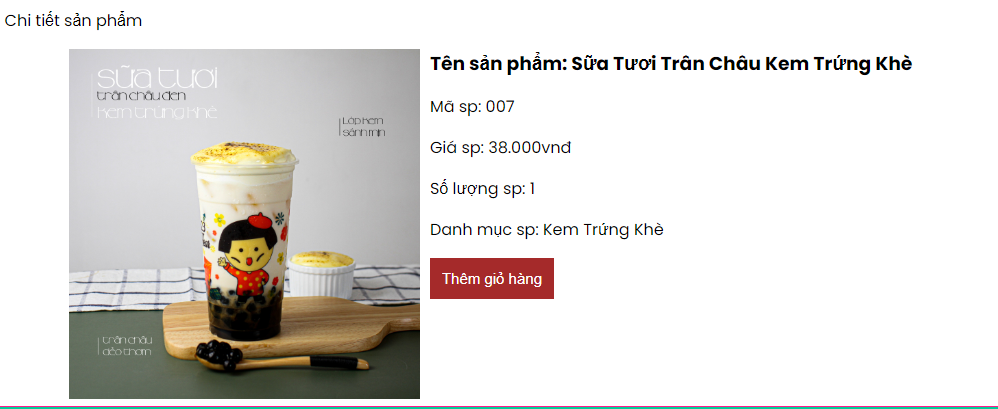 Chi tiết sản phẩm
sữa tươi
trân châu đen
kem trứng khè
Lớp kem
sánh mịn
trân châu
dẻo thơm
Tên sản phẩm: Sữa Tươi Trân Châu Kem Trứng Khè
Mã sp: 007
Giá sp: 38.000vnđ
Số lượng sp: 1
Danh mục sp: Kem Trứng Khè
Thêm giỏ hàng